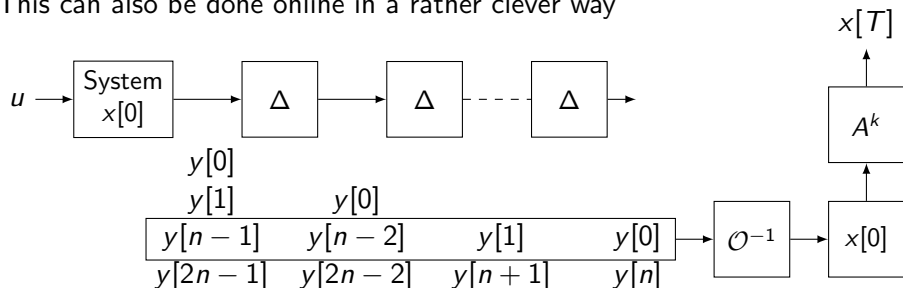 This can also be done online in a rather clever way
x[T]
u
System
x[0]
Δ
Δ
Δ
A^k
y[0]
y[1] y[0]
y[n − 1] y[n − 2] y[1] y[0]
𝒪^{−1}
x[0]
y[2n − 1] y[2n − 2] y[n + 1] y[n]